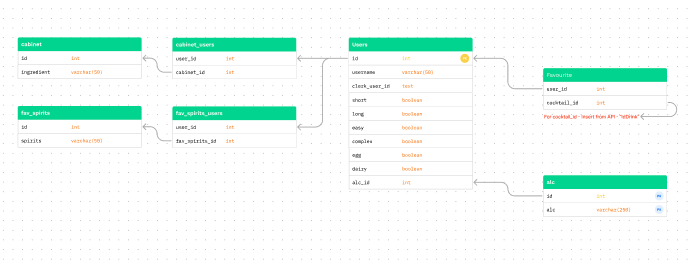 cabinet
id int
ingredient varchar(50)
cabinet_users
user_id int
cabinet_id int
Users
id int
username varchar(60)
clerk_user_id text
short boolean
long boolean
easy boolean
complex boolean
egg boolean
dairy boolean
alc_id int
Favourite
user_id int
cocktail_id int
For cocktail_id - Insert from API - "idDrink"
fav_spirits
id int
spirits varchar(50)
fav_spirits_users
user_id int
fav_spirits_id int
alc
id int
alc varchar(250)